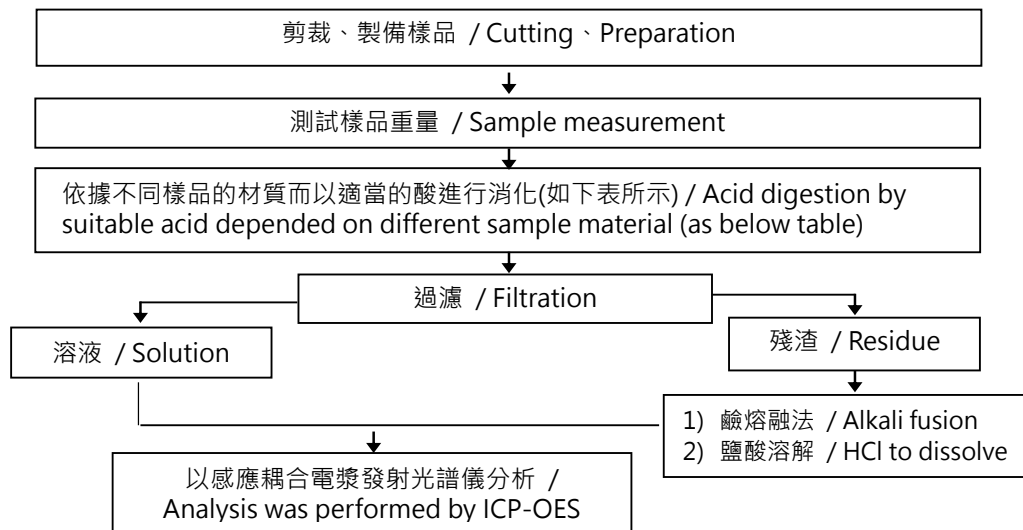 剪裁、製備樣品 / Cutting、Preparation
測試樣品重量 / Sample measurement
依據不同樣品的材質而以適當的酸進行消化(如下表所示) / Acid digestion by
suitable acid depended on different sample material (as below table)
過濾 / Filtration
溶液 / Solution
殘渣 / Residue
1) 鹼熔融法 / Alkali fusion
2) 鹽酸溶解 / HCl to dissolve
以感應耦合電漿發射光譜儀分析 /
Analysis was performed by ICP-OES